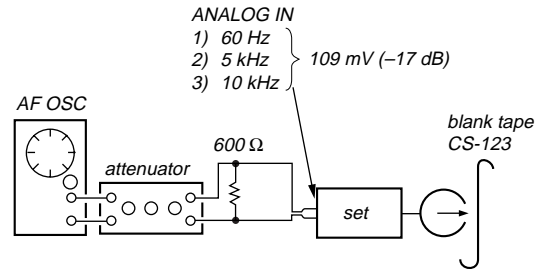 ANALOG IN
1) 60 Hz
2) 5 kHz
3) 10 kHz
109 mV (–17 dB)
AF OSC
attenuator
600 Ω
set
blank tape
CS-123